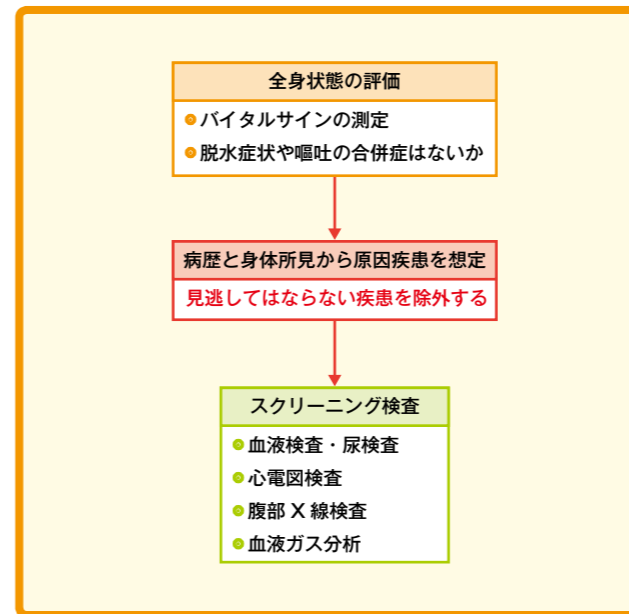 全身状態の評価
バイタルサインの測定
脱水症状や嘔吐の合併症はないか
病歴と身体所見から原因疾患を想定
見逃してはならない疾患を除外する
スクリーニング検査
血液検査・尿検査
心電図検査
腹部 X 線検査
血液ガス分析